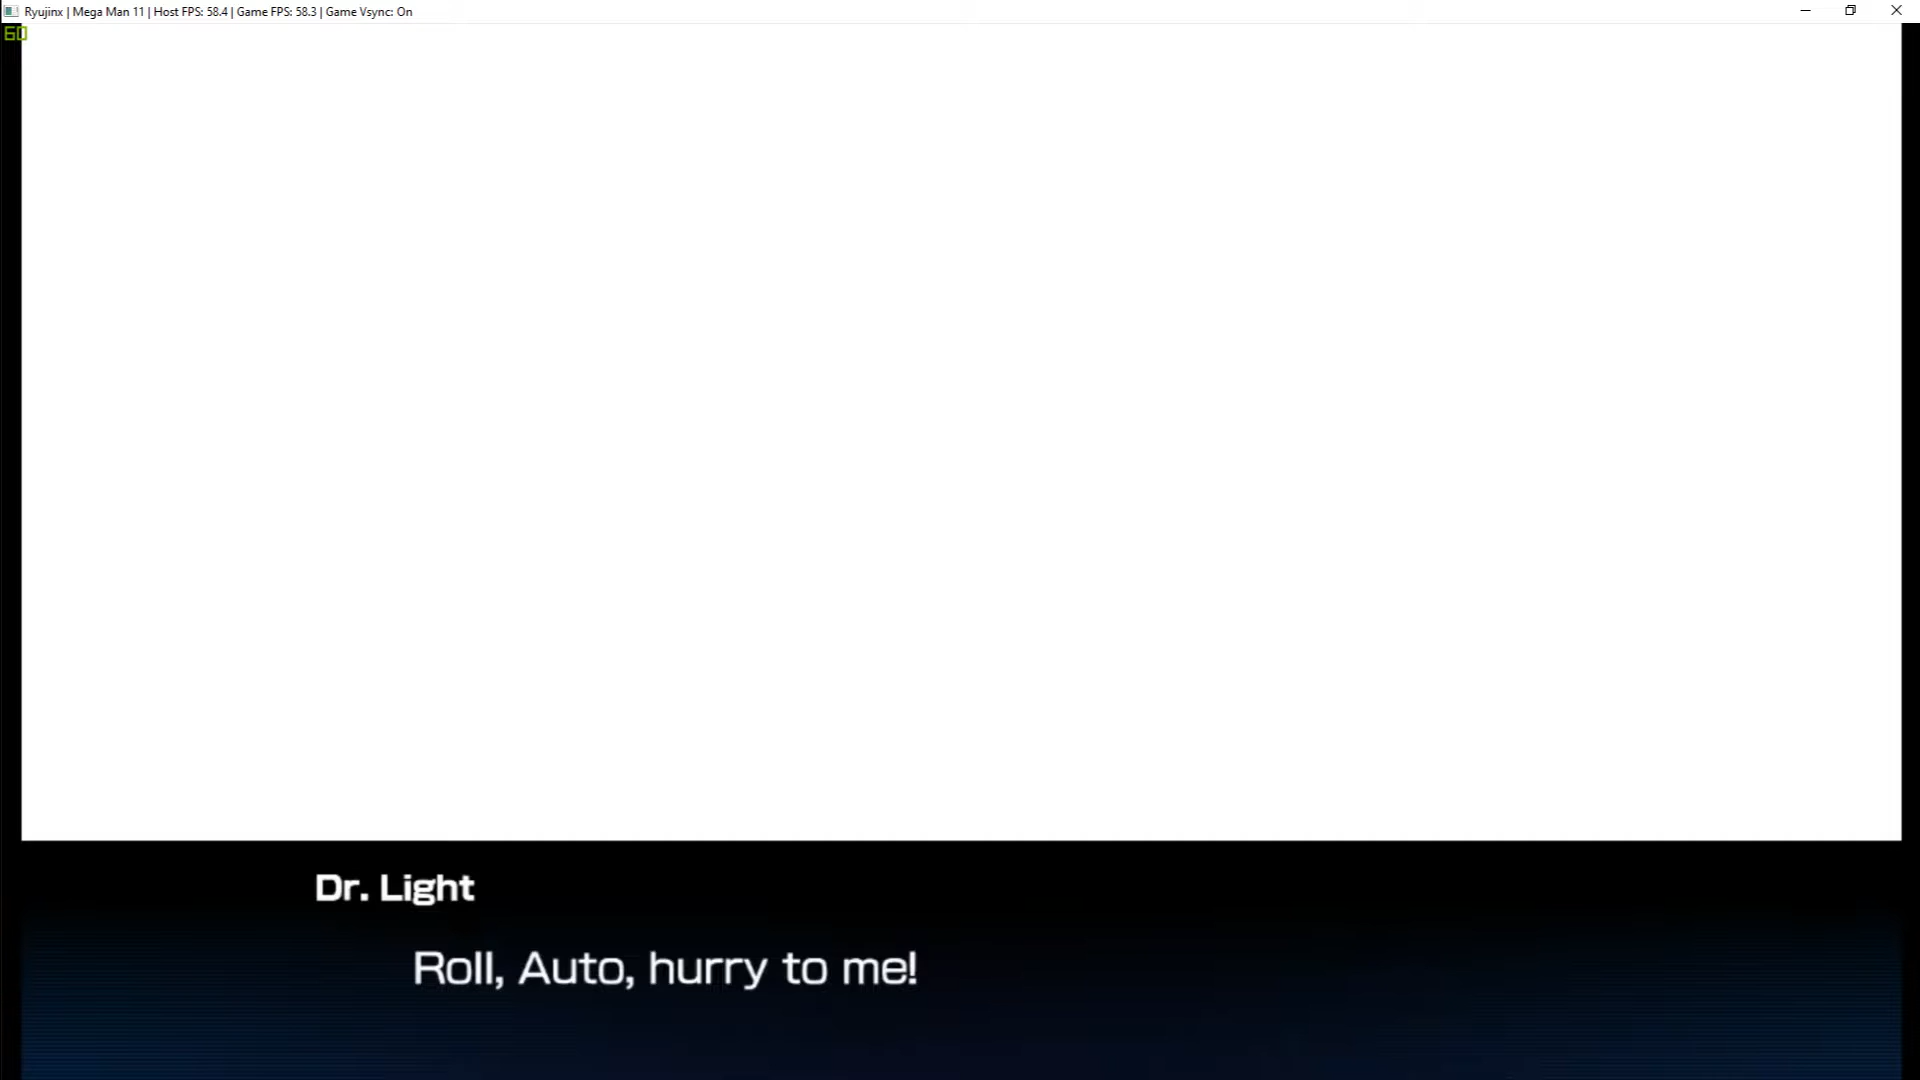 Ryujinx | Mega Man 11 | Host FPS: 58.4 | Game FPS: 58.3 | Game Vsync: On
60
Dr. Light
Roll, Auto, hurry to me!